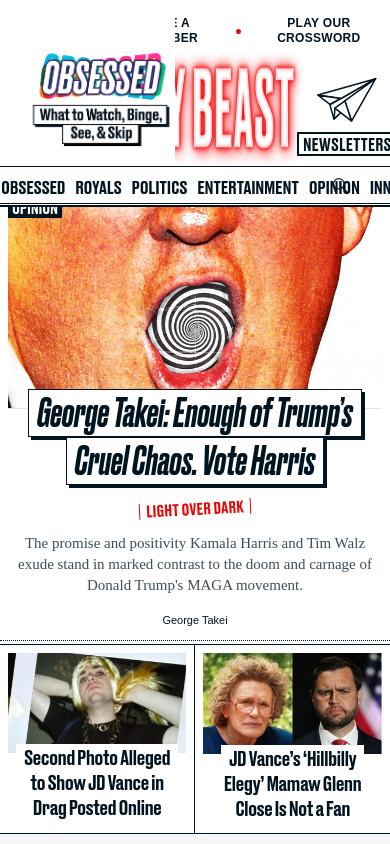 E A
BER
PLAY OUR
CROSSWORD
OBSESSED
What to Watch, Binge,
See, & Skip
Y BEAST
NEWSLETTERS
OBSESSED ROYALS POLITICS ENTERTAINMENT OPINION INN
OPINION
George Takei: Enough of Trump's
Cruel Chaos. Vote Harris
LIGHT OVER DARK
The promise and positivity Kamala Harris and Tim Walz
exude stand in marked contrast to the doom and carnage of
Donald Trump's MAGA movement.
George Takei
Second Photo Alleged
to Show JD Vance in
Drag Posted Online
JD Vance's ‘Hillbilly
Elegy’ Mamaw Glenn
Close Is Not a Fan